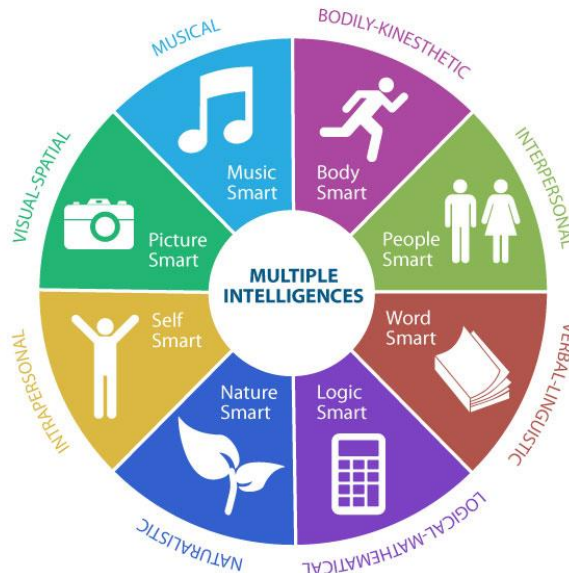 MUSICAL
BODILY-KINESTHETIC
INTERPERSONAL
VERBAL-LINGUISTIC
LOGICAL-MATHEMATICAL
NATURALISTIC
INTRAPERSONAL
VISUAL-SPATIAL
Music
Smart
Body
Smart
People
Smart
Word
Smart
Logic
Smart
Nature
Smart
Self
Smart
Picture
Smart
MULTIPLE
INTELLIGENCES